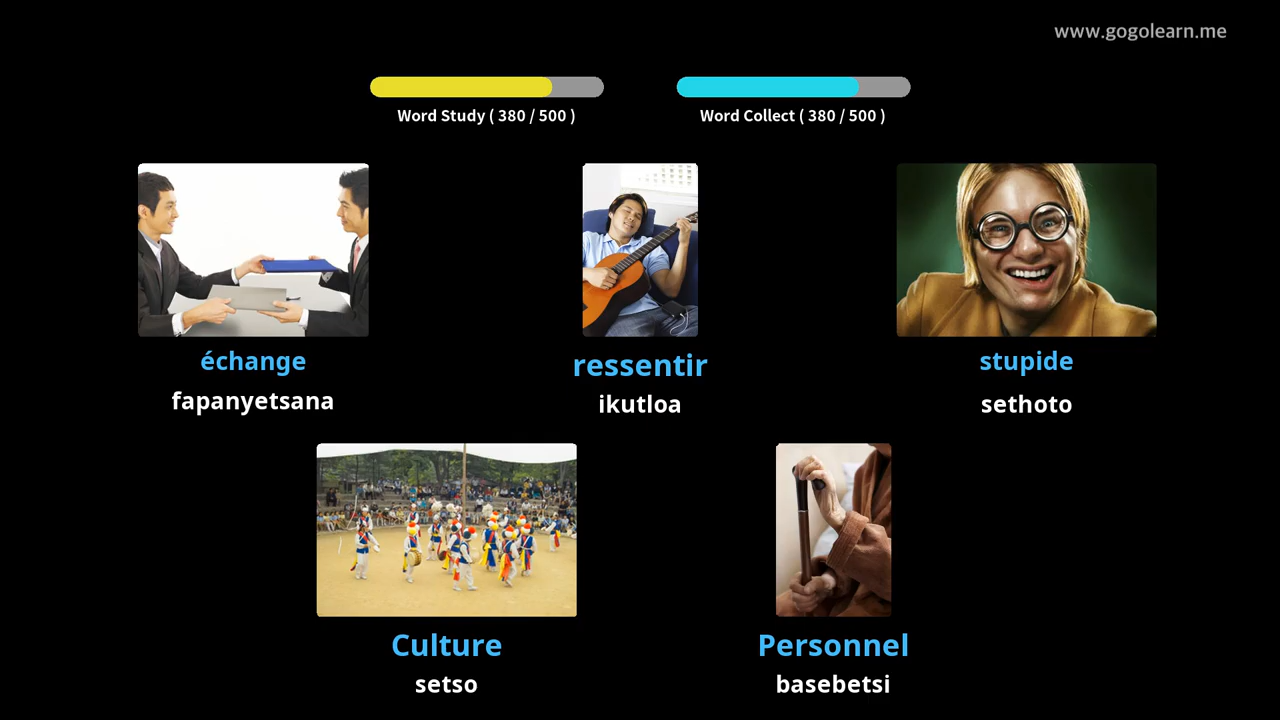 www.gogolearn.me
Word Study ( 380 / 500 )
Word Collect ( 380 / 500 )
échange
fapanyetsana
ressentir
ikutloa
stupide
sethoto
Culture
setso
Personnel
basebetsi